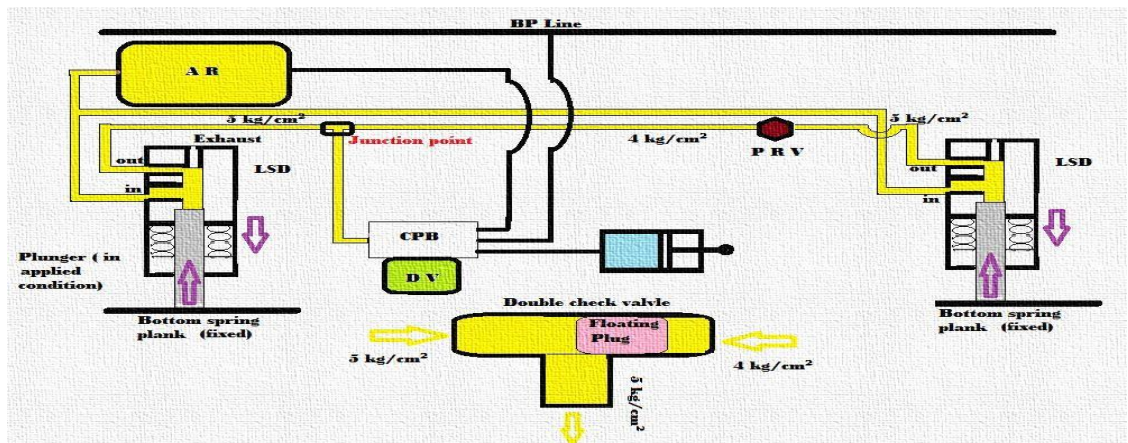 BP Line
A R
5 kg/cm²
5 kg/cm²
Exhaust
Junction point
4 kg/cm²
P R V
out
LSD
in
out
LSD
in
CPB
D V
Plunger ( in
applied
condition)
Bottom spring
plank (fixed)
Bottom spring
plank (fixed)
Double check valvle
Floating
Plug
5 kg/cm²
4 kg/cm²
5 kg/cm²